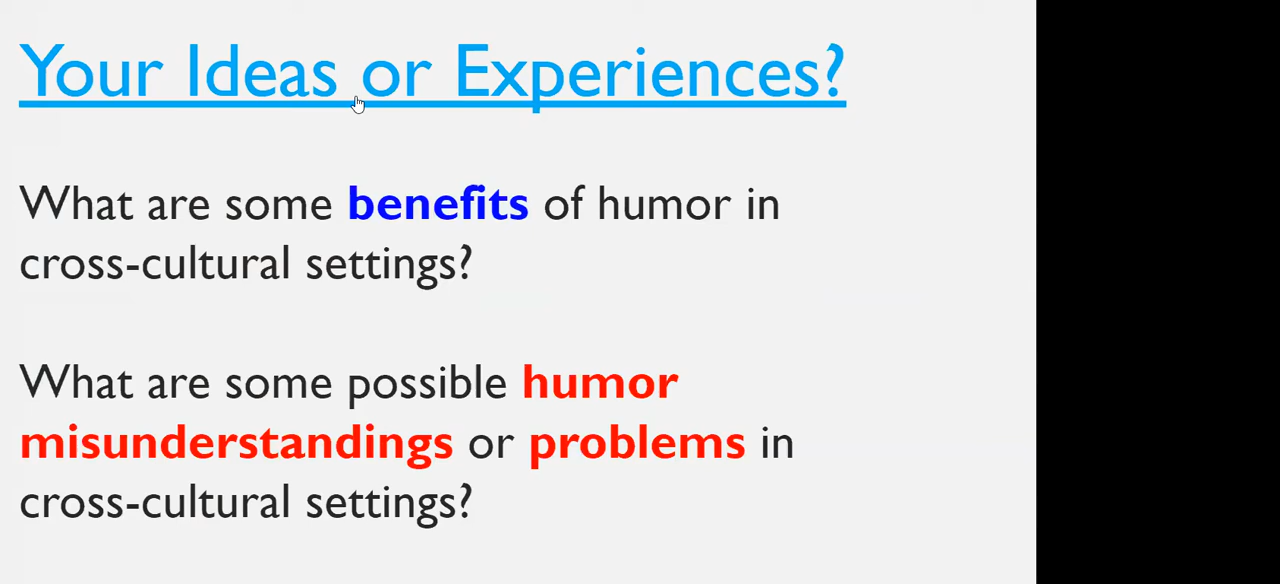 Your Ideas or Experiences?
What are some benefits of humor in
cross-cultural settings?
What are some possible humor
misunderstandings or problems in
cross-cultural settings?